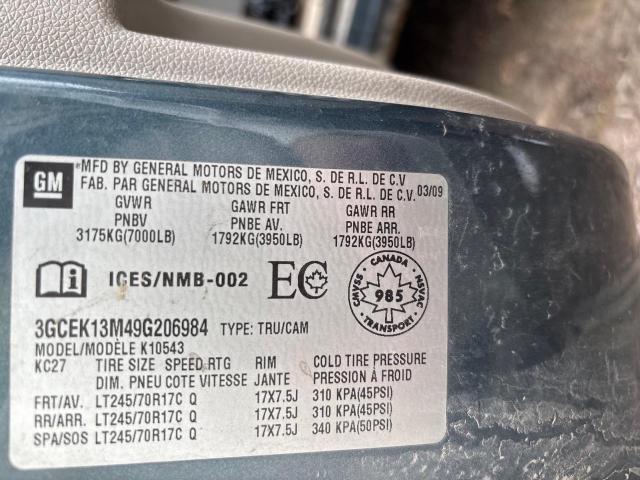 GM
MFD BY GENERAL MOTORS DE MEXICO, S. DE R.L. DE C.V
FAB. PAR GENERAL MOTORS DE MEXICO, S. DE R.L. DE C.V. 03/09
GVWR GAWR FRT GAWR RR
PNBV PNBE AV. PNBE ARR.
3175KG(7000LB) 1792KG(3950LB) 1792KG(3950LB)
i ICES/NMB-002 EC
CANADA
CMVSS 985 NSVAC
TRANSPORT
3GCEK13M49G206984 TYPE: TRU/CAM
MODEL/MODÈLE K10543
KC27 TIRE SIZE SPEED RTG RIM COLD TIRE PRESSURE
DIM. PNEU COTE VITESSE JANTE PRESSION À FROID
FRT/AV. LT245/70R17C Q 17X7.5J 310 KPA(45PSI)
RR/ARR. LT245/70R17C Q 17X7.5J 310 KPA(45PSI)
SPA/SOS LT245/70R17C Q 17X7.5J 340 KPA(50PSI)